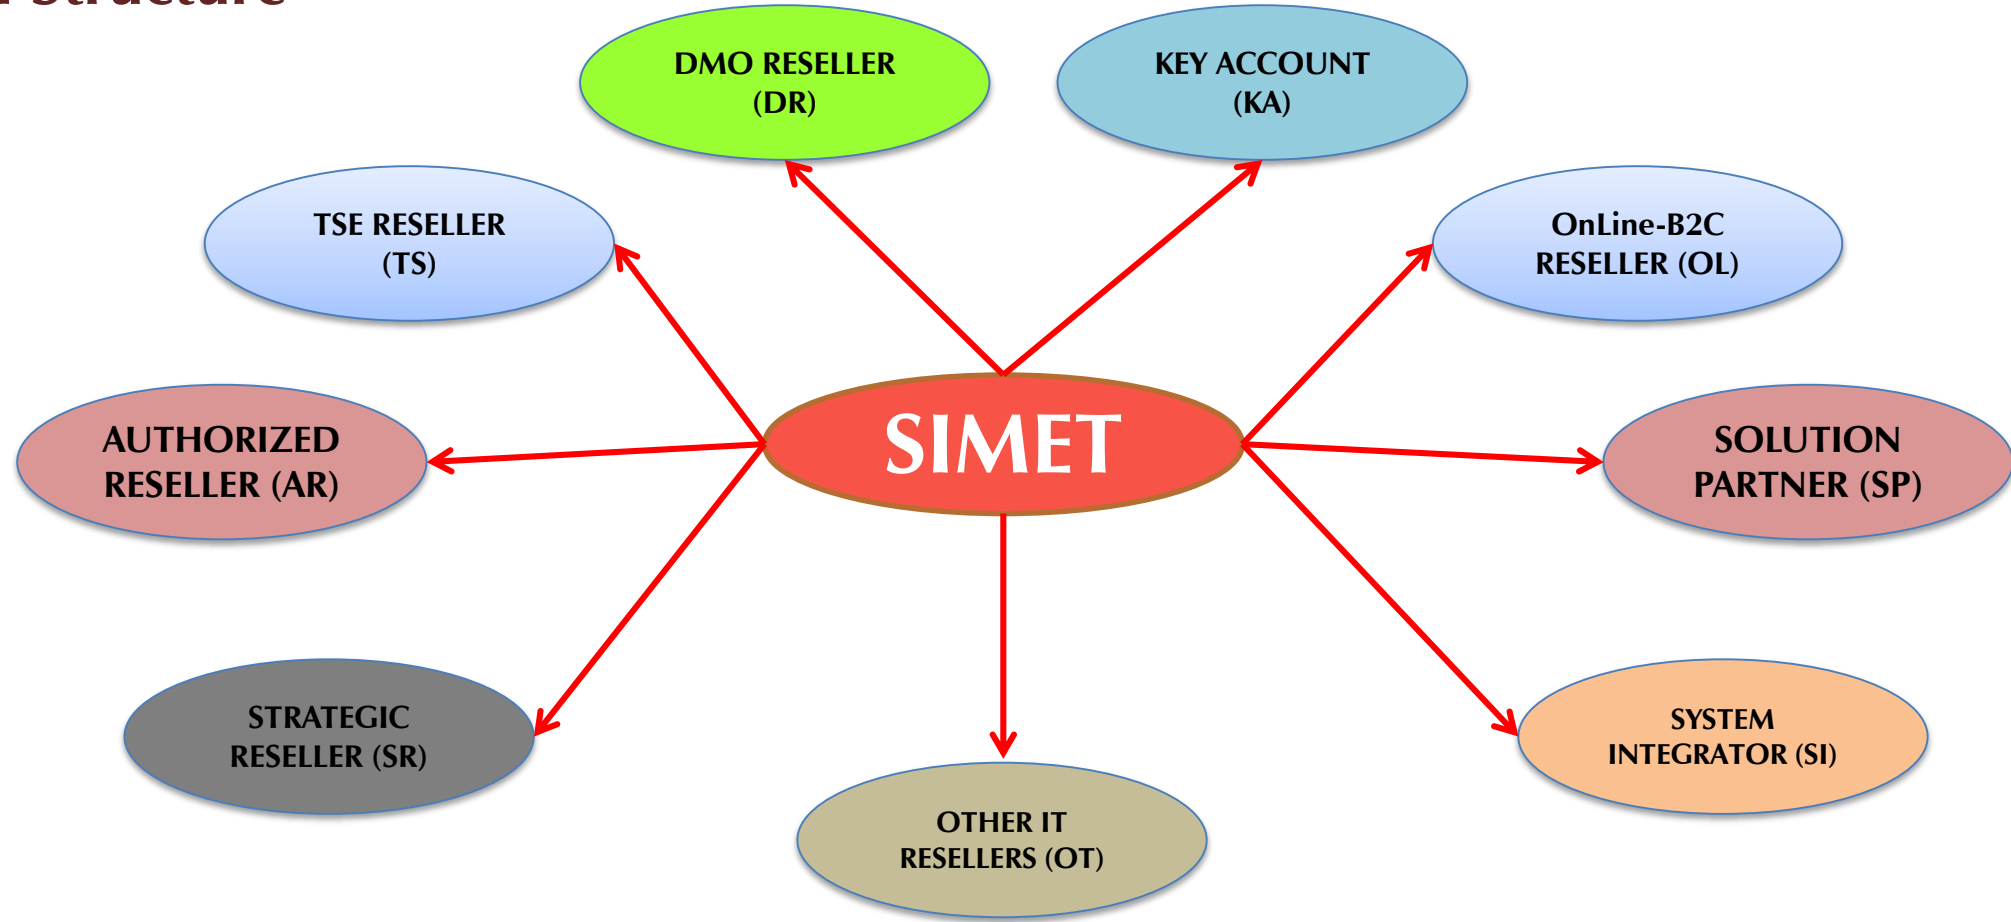 Structure
DMO RESELLER
(DR)
KEY ACCOUNT
(KA)
TSE RESELLER
(TS)
OnLine-B2C
RESELLER (OL)
AUTHORIZED
RESELLER (AR)
SIMET
SOLUTION
PARTNER (SP)
STRATEGIC
RESELLER (SR)
SYSTEM
INTEGRATOR (SI)
OTHER IT
RESELLERS (OT)